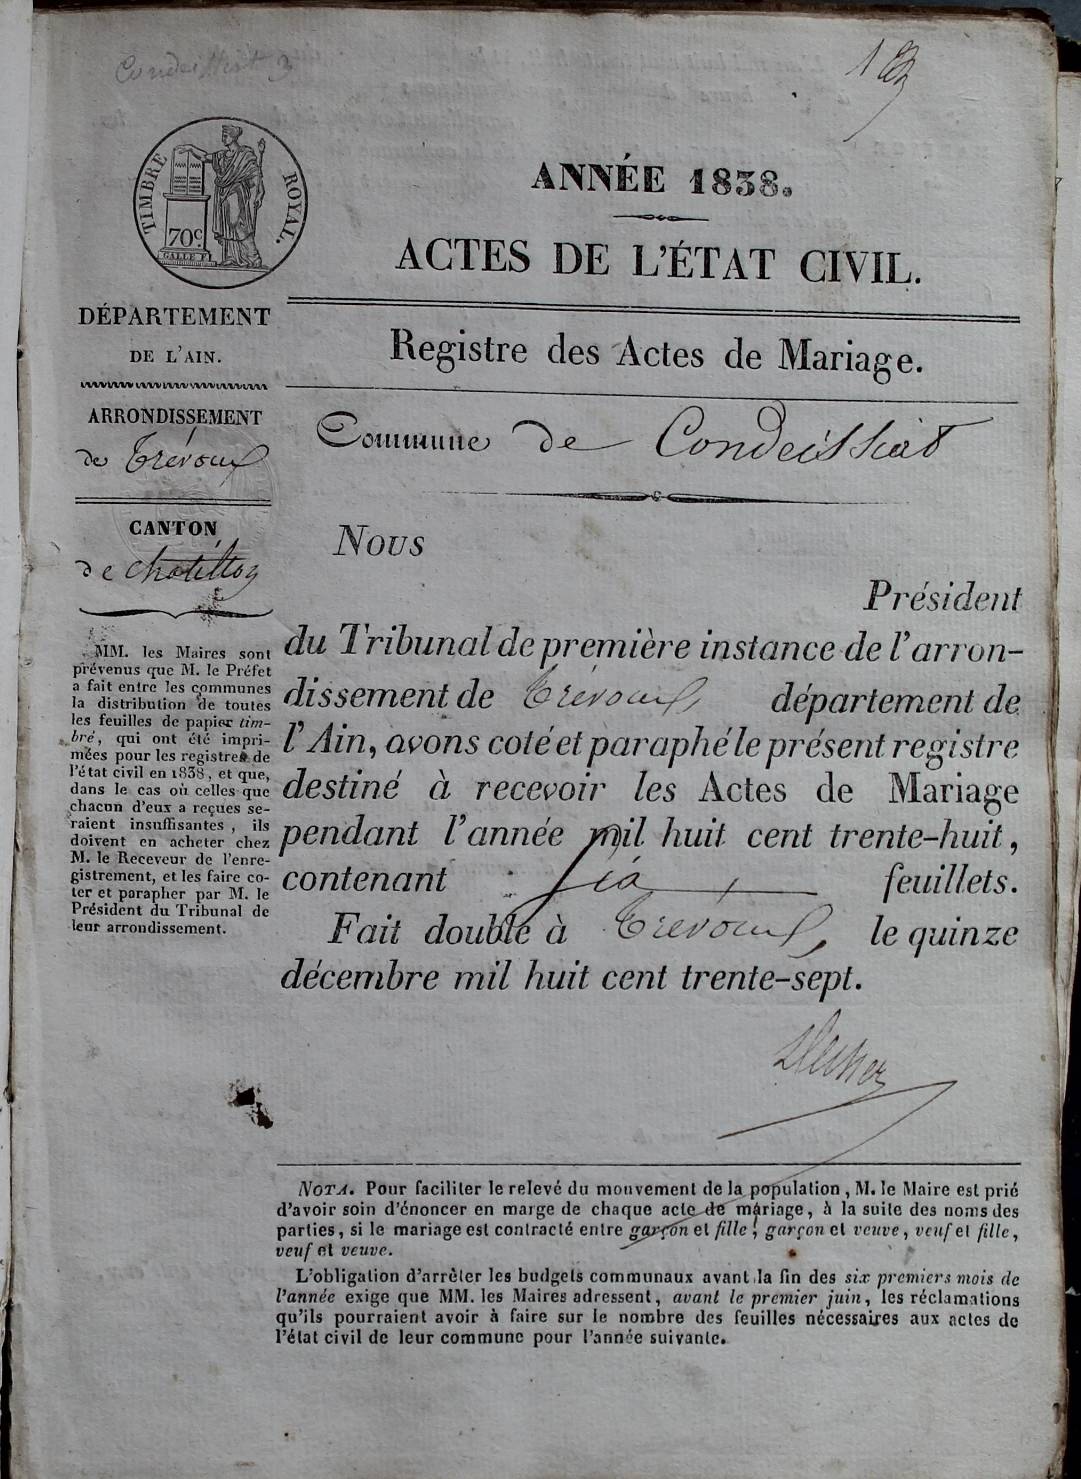 Condeissiat 3
1
TIMBRE ROYAL.
70c
ANNÉE 1838.
ACTES DE L'ÉTAT CIVIL.
DÉPARTEMENT
DE L'AIN.
Registre des Actes de Mariage.
ARRONDISSEMENT
de Trévoux
Commune de Condeissiat
CANTON
de Chatillon
MM. les Maires sont
prévenus que M. le Préfet
a fait entre les communes
la distribution de toutes
les feuilles de papier tim-
bré, qui ont été impri-
mées pour les registres de
l'état civil en 1838, et que,
dans le cas où celles que
chacun d'eux a reçues se-
raient insuffisantes, ils
doivent en acheter chez
M. le Receveur de l'enre-
gistrement, et les faire co-
ter et parapher par M. le
Président du Tribunal de
leur arrondissement.
Nous
Président
du Tribunal de première instance de l'arron-
dissement de Trévoux, département de
l'Ain, avons coté et paraphé le présent registre
destiné à recevoir les Actes de Mariage
pendant l'année mil huit cent trente-huit,
contenant feuillets.
Fait double à Trévoux, le quinze
décembre mil huit cent trente-sept.
NOTA. Pour faciliter le relevé du mouvement de la population, M. le Maire est prié
d'avoir soin d'énoncer en marge de chaque acte de mariage, à la suite des noms des
parties, si le mariage est contracté entre garçon et fille, garçon et veuve, veuf et fille,
veuf et veuve.
L'obligation d'arrêter les budgets communaux avant la fin des six premiers mois de
l'année exige que MM. les Maires adressent, avant le premier juin, les réclamations
qu'ils pourraient avoir à faire sur le nombre des feuilles nécessaires aux actes de
l'état civil de leur commune pour l'année suivante.